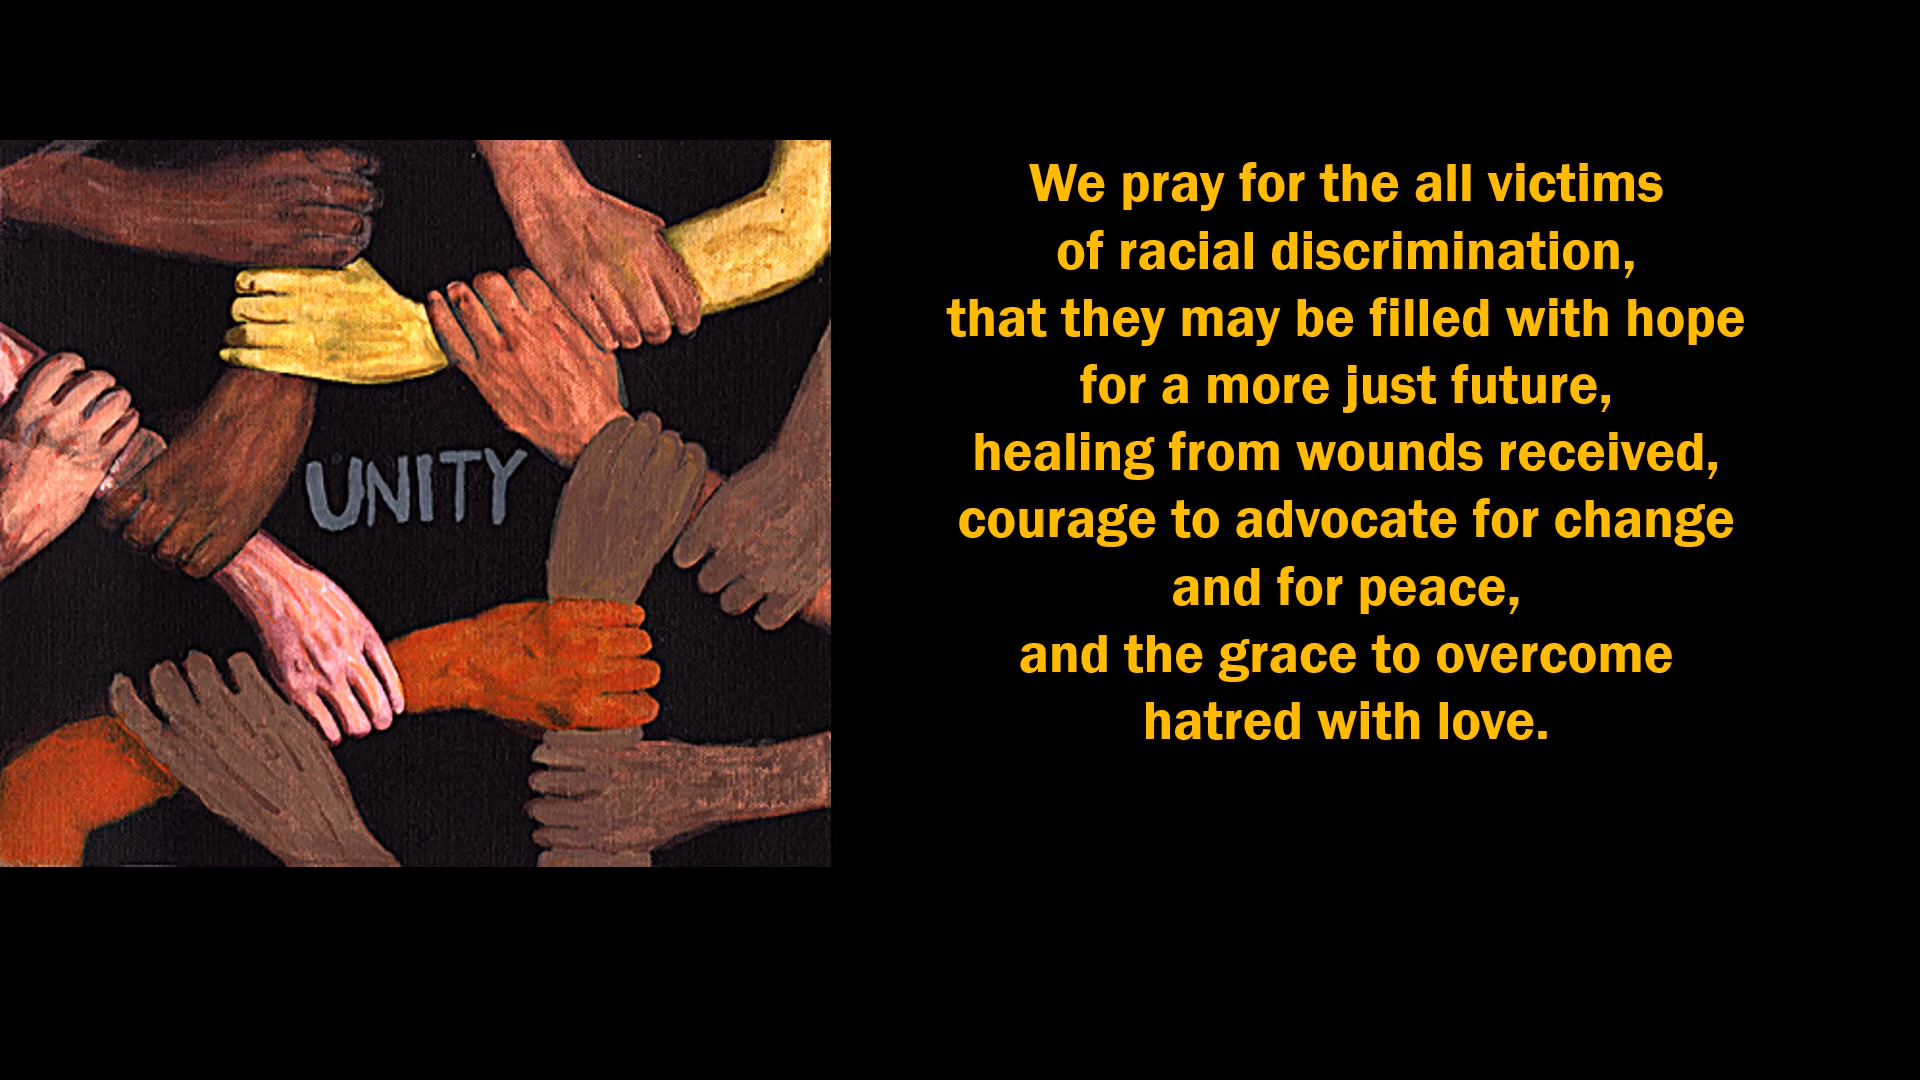 UNITY
We pray for the all victims
of racial discrimination,
that they may be filled with hope
for a more just future,
healing from wounds received,
courage to advocate for change
and for peace,
and the grace to overcome
hatred with love.